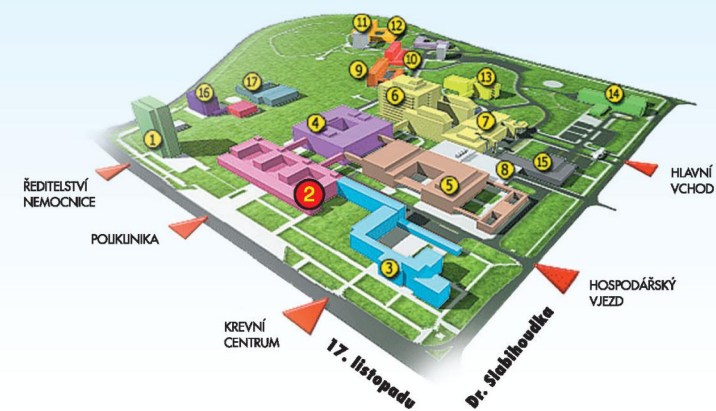 11
12
9
10
16
17
6
13
14
1
4
7
8
15
5
2
3
ŘEDITELSTVÍ
NEMOCNICE
HLAVNÍ
VCHOD
POLIKLINIKA
HOSPODÁŘSKÝ
VJEZD
KREVNÍ
CENTRUM
17. listopadu
Dr. Slabihoudka